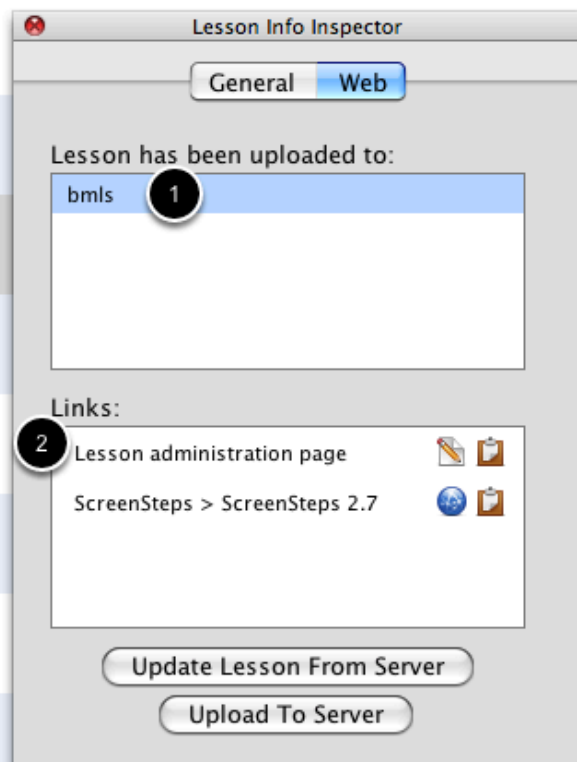 Lesson Info Inspector
General Web
Lesson has been uploaded to:
bmls 1
Links:
2
Lesson administration page
ScreenSteps > ScreenSteps 2.7
Update Lesson From Server
Upload To Server